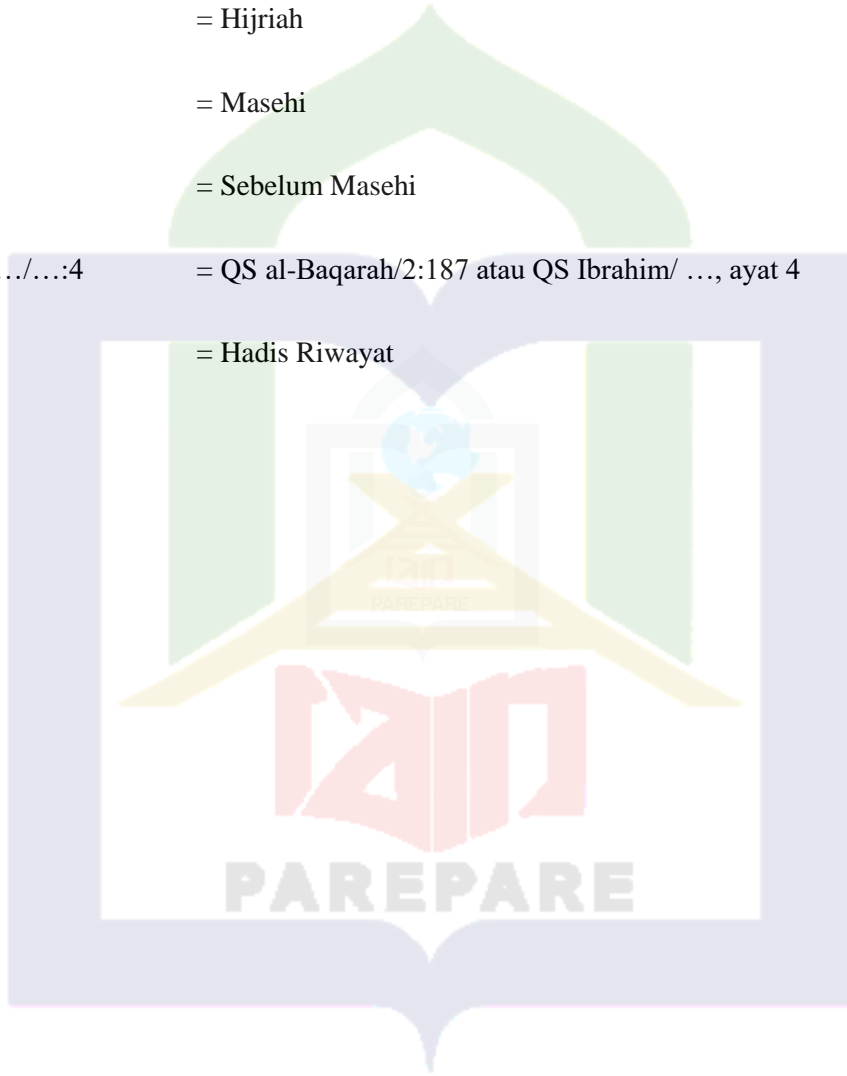 = Hijriah
= Masehi
= Sebelum Masehi
…/…:4 = QS al-Baqarah/2:187 atau QS Ibrahim/ …, ayat 4
= Hadis Riwayat
IAIN
PAREPARE
IAIN
PAREPARE